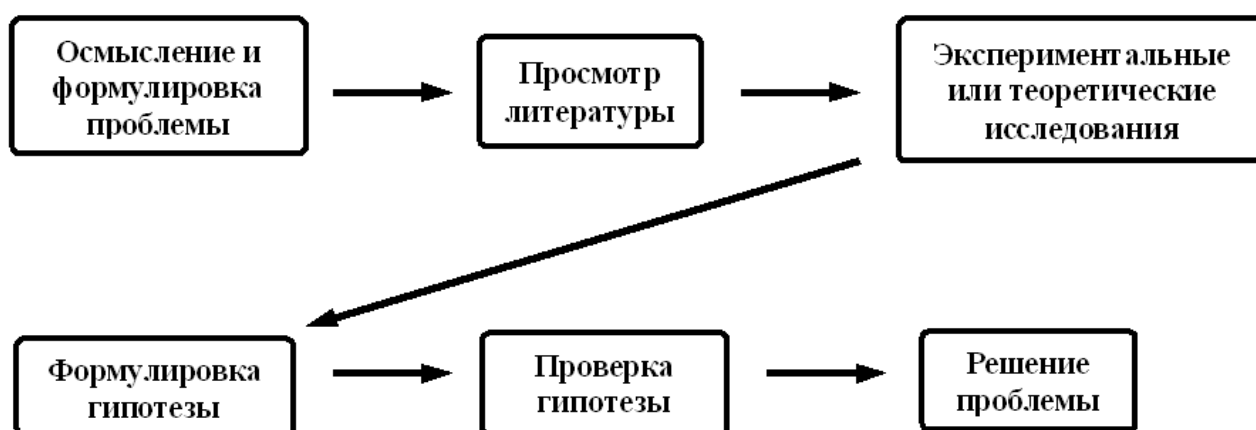 Осмысление и
формулировка
проблемы
Просмотр
литературы
Экспериментальные
или теоретические
исследования
Формулировка
гипотезы
Проверка
гипотезы
Решение
проблемы